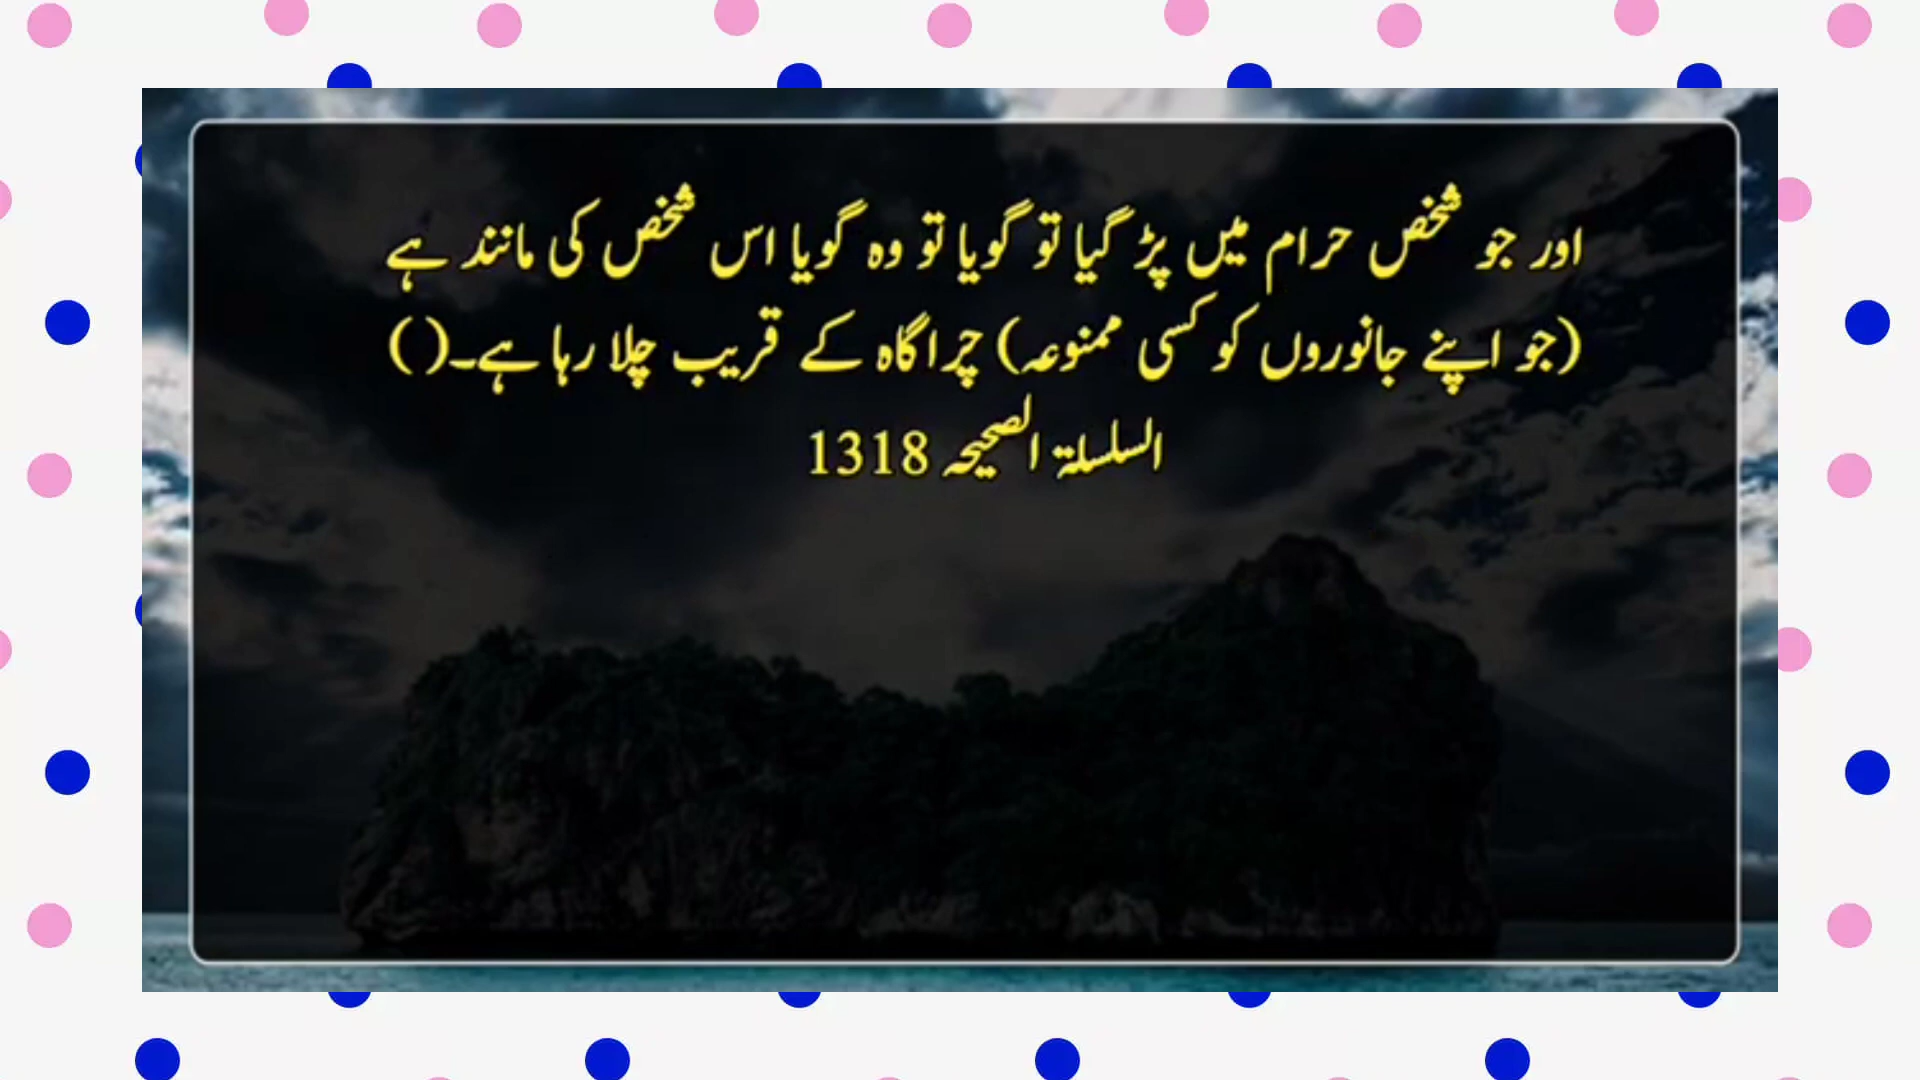 اور جو شخص حرام میں پڑ گیا تو گویا تو وہ گویا اس شخص کی مانند ہے
(جو اپنے جانوروں کو کسی ممنوعہ) چراگاہ کے قریب چلا رہا ہے۔( )
السلسلۃ الصحیحہ 1318